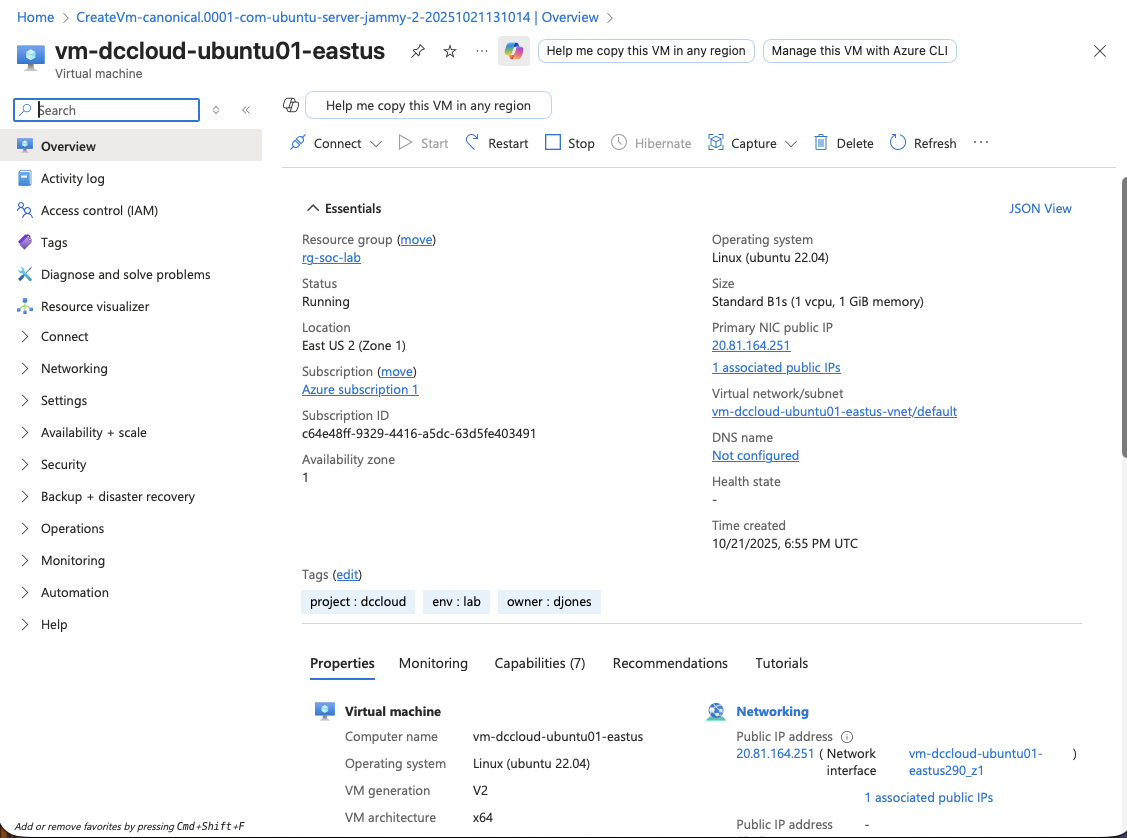 Home > CreateVm-canonical.0001-com-ubuntu-server-jammy-2-20251021131014 | Overview >
vm-dccloud-ubuntu01-eastus
Help me copy this VM in any region
Manage this VM with Azure CLI
Virtual machine
Search
Help me copy this VM in any region
Connect
Start
Restart
Stop
Hibernate
Capture
Delete
Refresh
Overview
Activity log
Access control (IAM)
Tags
Diagnose and solve problems
Resource visualizer
Connect
Networking
Settings
Availability + scale
Security
Backup + disaster recovery
Operations
Monitoring
Automation
Help
Add or remove favorites by pressing Cmd+Shift+F
Essentials
JSON View
Resource group (move)
rg-soc-lab
Status
Running
Location
East US 2 (Zone 1)
Subscription (move)
Azure subscription 1
Subscription ID
c64e48ff-9329-4416-a5dc-63d5fe403491
Availability zone
1
Operating system
Linux (ubuntu 22.04)
Size
Standard B1s (1 vcpu, 1 GiB memory)
Primary NIC public IP
20.81.164.251
1 associated public IPs
Virtual network/subnet
vm-dccloud-ubuntu01-eastus-vnet/default
DNS name
Not configured
Health state
-
Time created
10/21/2025, 6:55 PM UTC
Tags (edit)
project : dccloud
env : lab
owner : djones
Properties
Monitoring
Capabilities (7)
Recommendations
Tutorials
Virtual machine
Computer name vm-dccloud-ubuntu01-eastus
Operating system Linux (ubuntu 22.04)
VM generation V2
VM architecture x64
Networking
Public IP address
20.81.164.251 ( Network interface vm-dccloud-ubuntu01-eastus290_z1 )
1 associated public IPs
Public IP address -